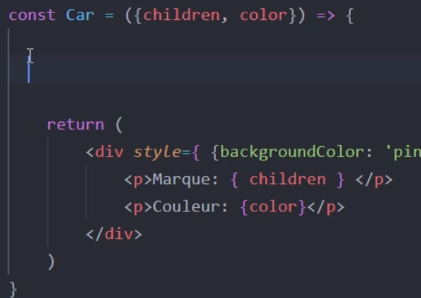 const Car = ({children, color}) => {
return (
<div style={ {backgroundColor: 'pin
<p>Marque: { children } </p>
<p>Couleur: {color}</p>
</div>
)
}